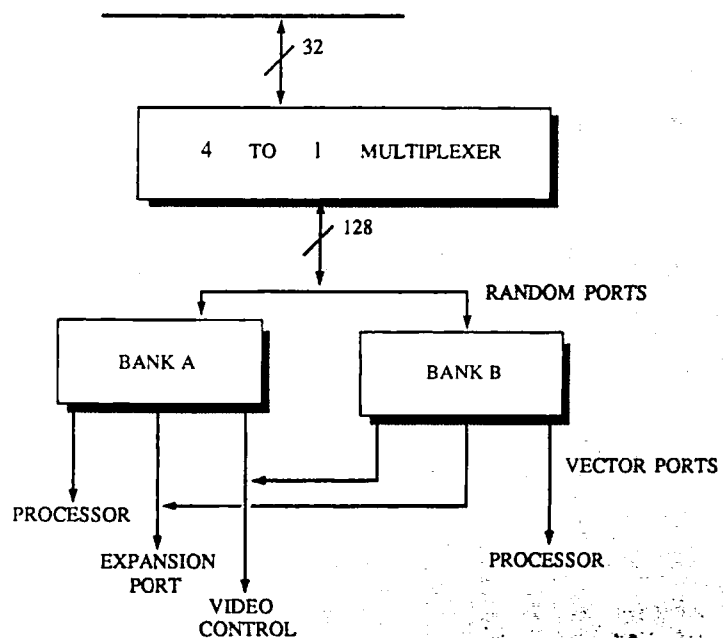 32
4 TO 1 MULTIPLEXER
128
RANDOM PORTS
BANK A
BANK B
VECTOR PORTS
PROCESSOR
EXPANSION
PORT
PROCESSOR
VIDEO
CONTROL